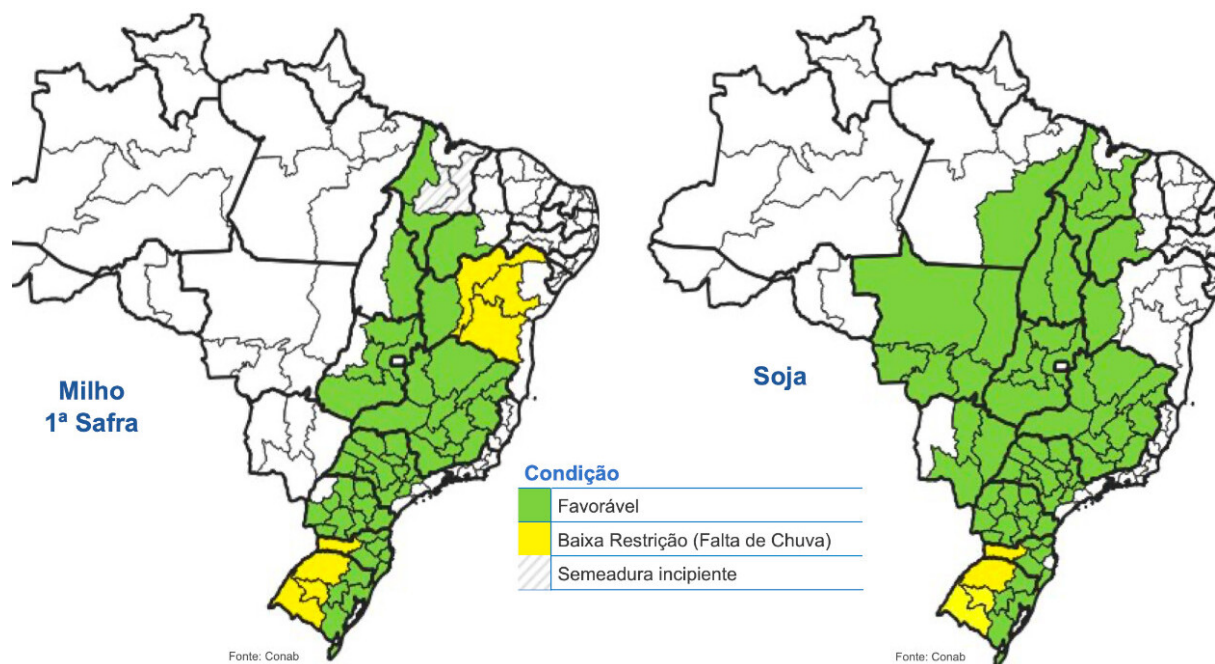 Milho
1ª Safra
Soja
Condição
Favorável
Baixa Restrição (Falta de Chuva)
Semeadura incipiente
Fonte: Conab
Fonte: Conab